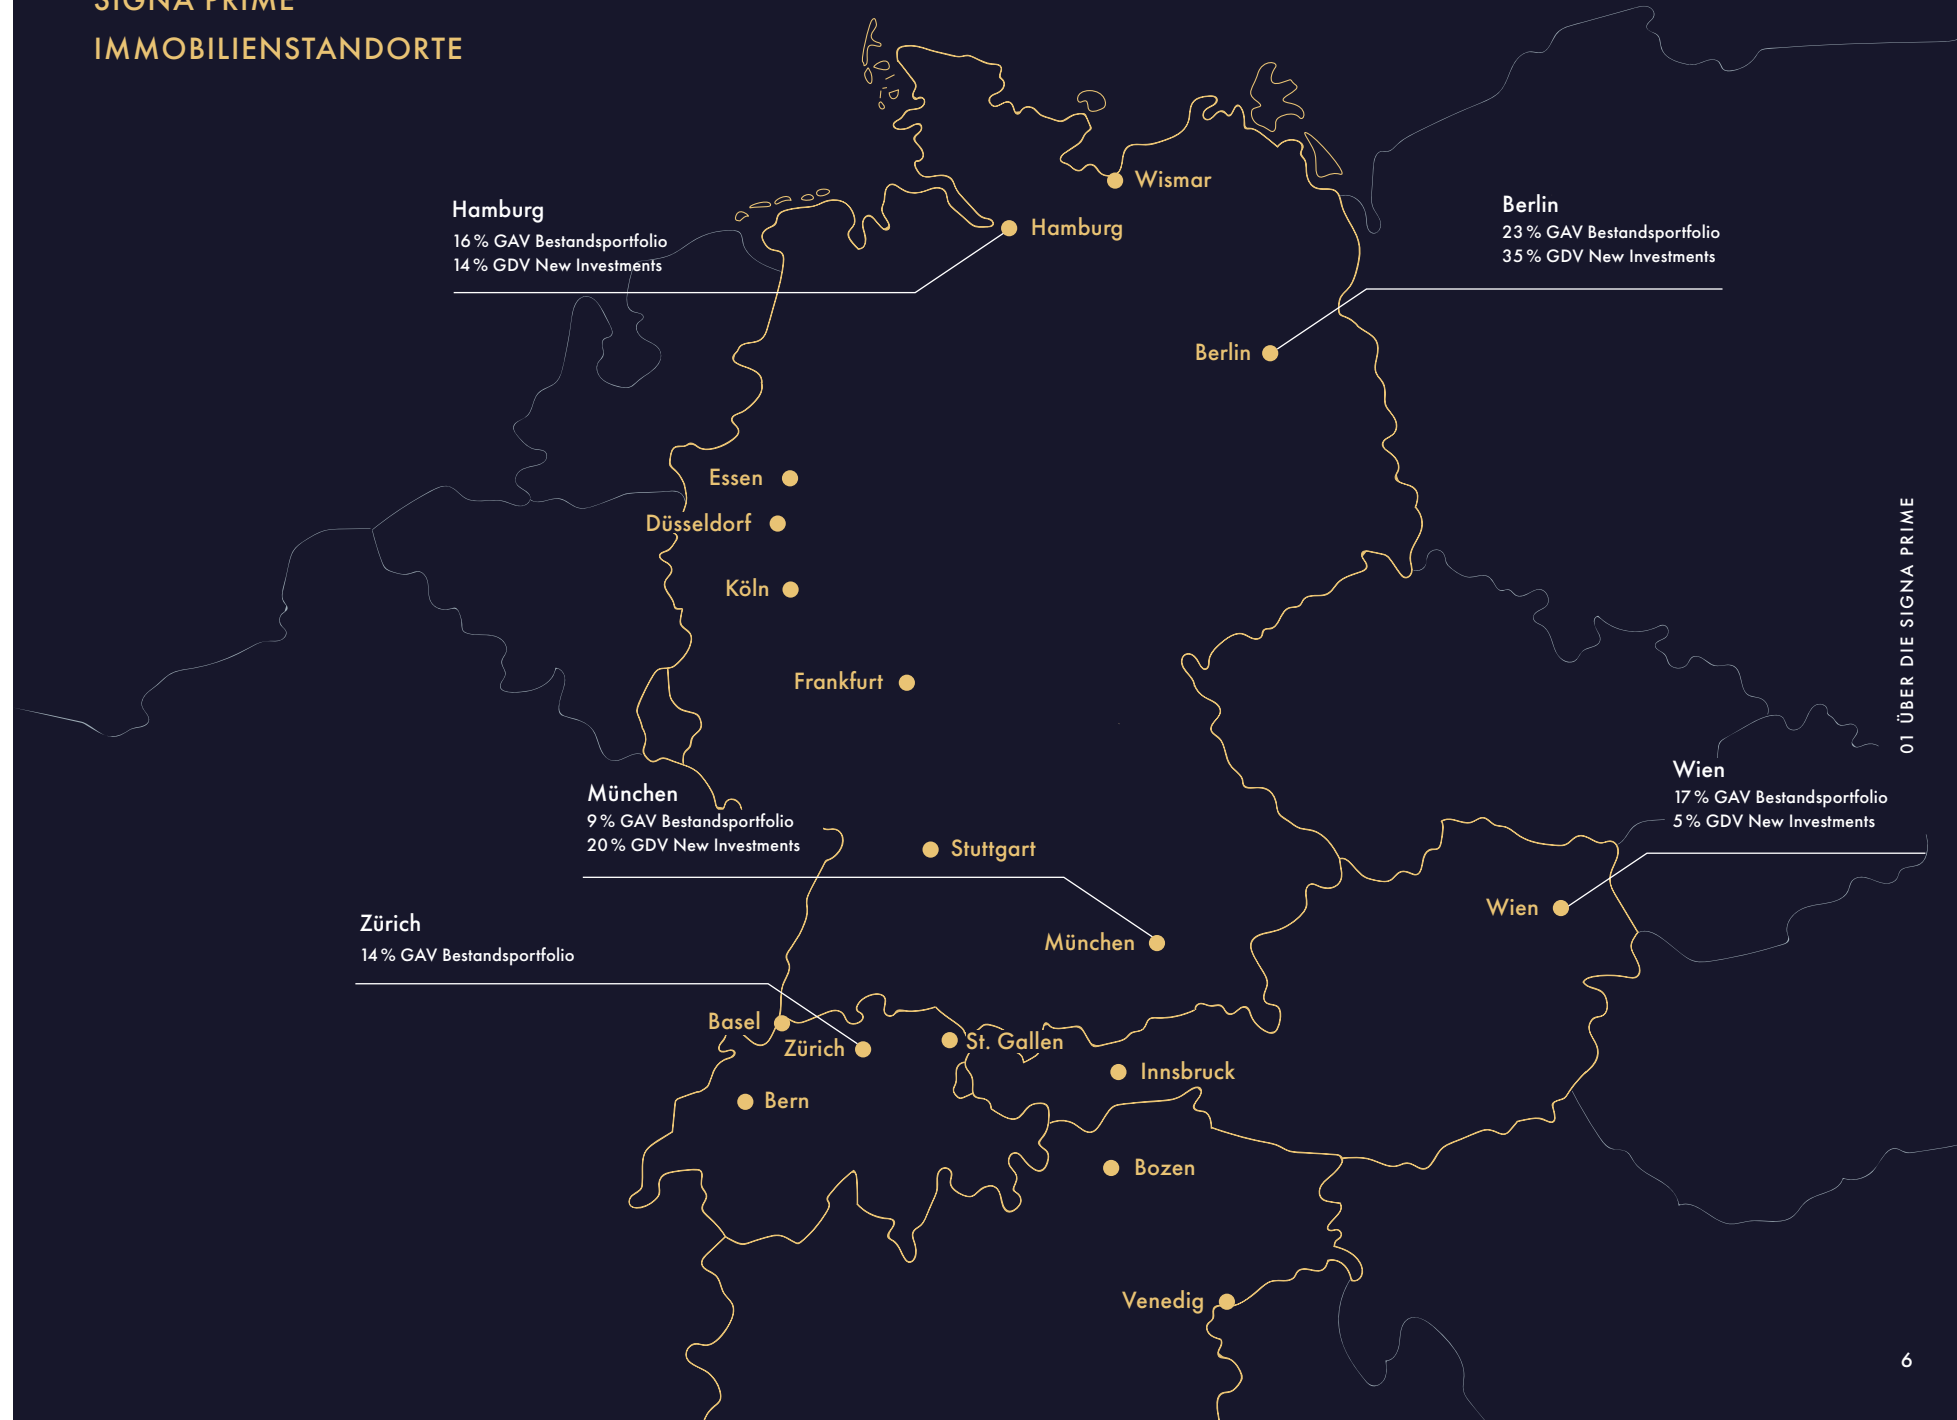 SIGNA PRIME
IMMOBILIENSTANDORTE
Wismar
Hamburg
16 % GAV Bestandsportfolio
14 % GDV New Investments
Hamburg
Berlin
23 % GAV Bestandsportfolio
35 % GDV New Investments
Berlin
Essen
Düsseldorf
Köln
Frankfurt
01 ÜBER DIE SIGNA PRIME
München
9 % GAV Bestandsportfolio
20 % GDV New Investments
Wien
17 % GAV Bestandsportfolio
5 % GDV New Investments
Stuttgart
Wien
München
Zürich
14 % GAV Bestandsportfolio
Basel
Zürich
St. Gallen
Innsbruck
Bern
Bozen
Venedig
6